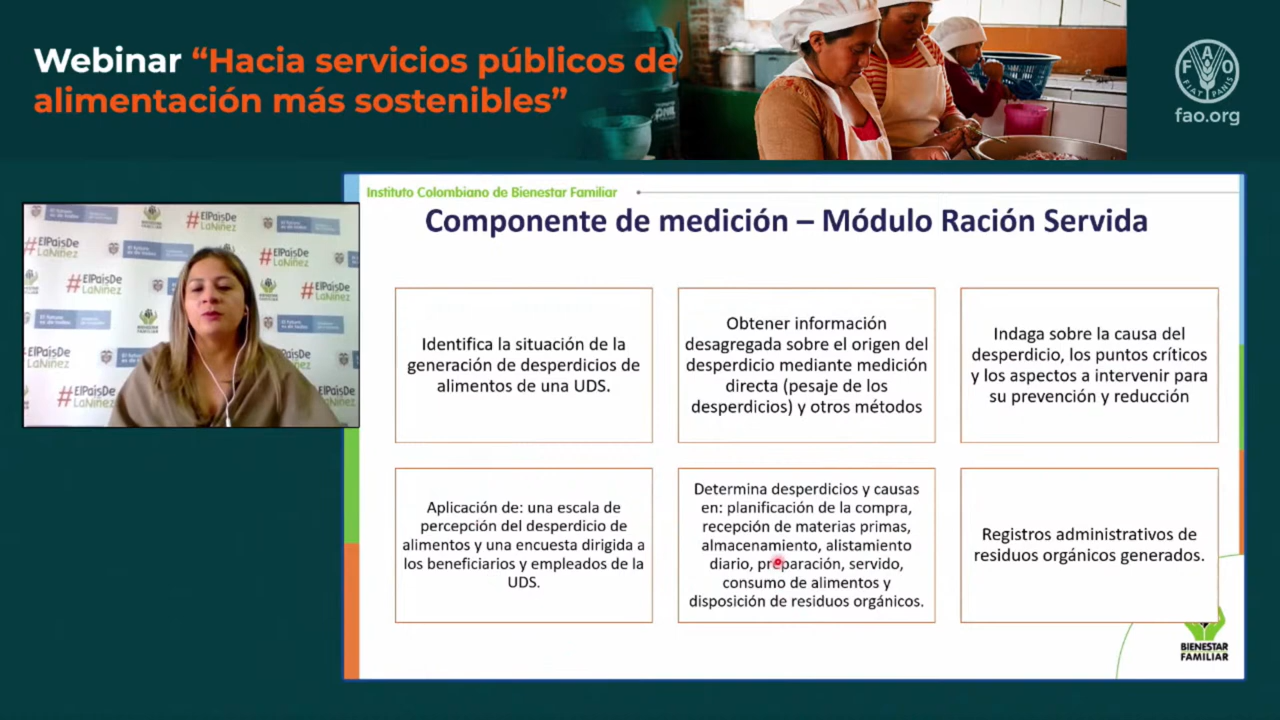 Webinar “Hacia servicios públicos de
alimentación más sostenibles”
FAO
FIAT PANIS
fao.org
#ElPaísDe
LaNiñez
BIENESTAR
FAMILIAR
Instituto Colombiano de Bienestar Familiar
Componente de medición – Módulo Ración Servida
Identifica la situación de la
generación de desperdicios de
alimentos de una UDS.
Obtener información
desagregada sobre el origen del
desperdicio mediante medición
directa (pesaje de los
desperdicios) y otros métodos
Indaga sobre la causa del
desperdicio, los puntos críticos
y los aspectos a intervenir para
su prevención y reducción
Aplicación de: una escala de
percepción del desperdicio de
alimentos y una encuesta dirigida a
los beneficiarios y empleados de la
UDS.
Determina desperdicios y causas
en: planificación de la compra,
recepción de materias primas,
almacenamiento, alistamiento
diario, preparación, servido,
consumo de alimentos y
disposición de residuos orgánicos.
Registros administrativos de
residuos orgánicos generados.
BIENESTAR
FAMILIAR